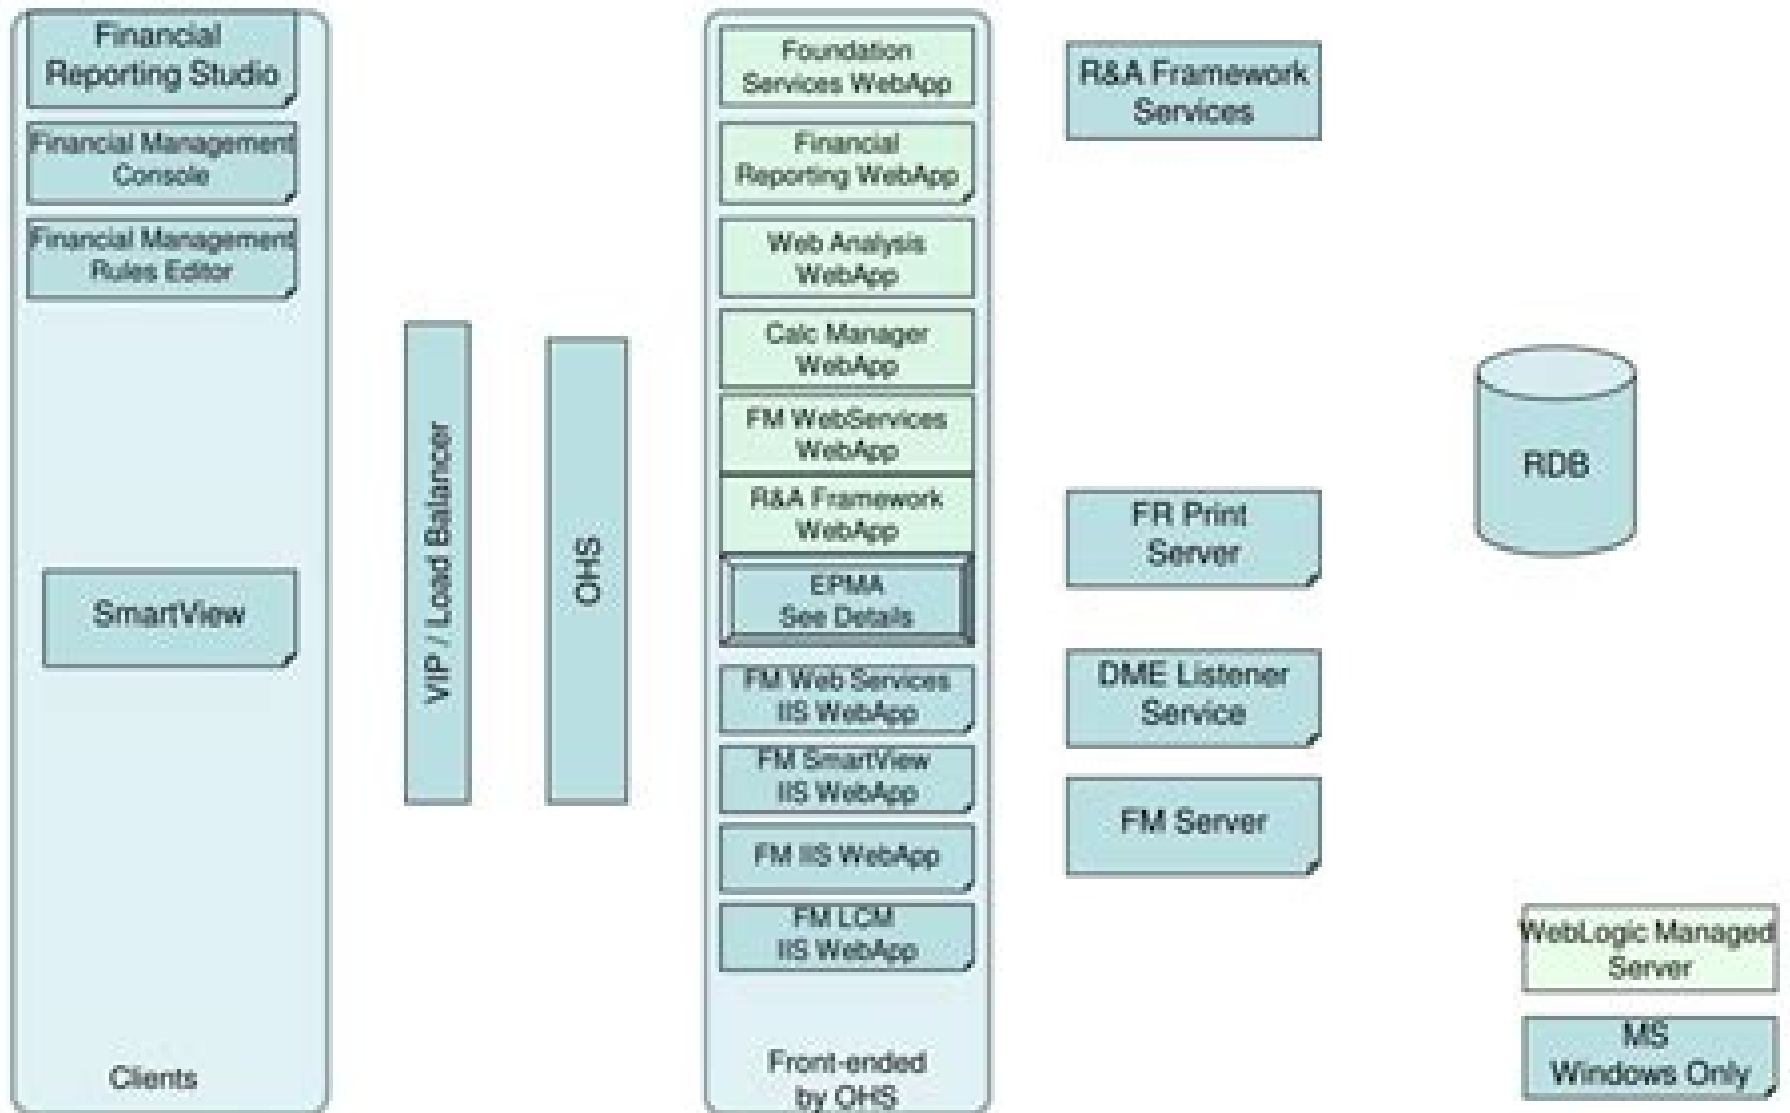 Financial
Reporting Studio
Financial Management
Console
Financial Management
Rules Editor
SmartView
Clients
VIP / Load Balancer
OHS
Foundation
Services WebApp
Financial
Reporting WebApp
Web Analysis
WebApp
Calc Manager
WebApp
FM WebServices
WebApp
R&A Framework
WebApp
EPMA
See Details
FM Web Services
IIS WebApp
FM SmartView
IIS WebApp
FM IIS WebApp
FM LCM
IIS WebApp
Front-ended
by OHS
R&A Framework
Services
FR Print
Server
DME Listener
Service
FM Server
RDB
WebLogic Managed
Server
MS
Windows Only